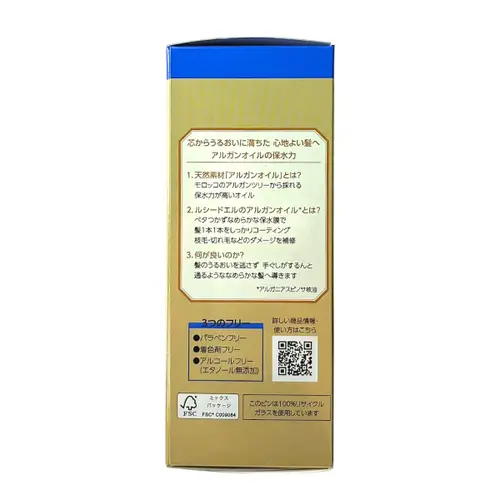 芯からうるおいに満ちた 心地よい髪へ
アルガンオイルの保水力
1. 天然素材「アルガンオイル」とは?
モロッコのアルガンツリーから採れる
保水力が高いオイル
2. ルシードエルのアルガンオイル*とは?
ベタつかずなめらかな保水膜で
髪1本1本をしっかりコーティング
枝毛・切れ毛などのダメージを補修
3. 何が良いのか?
髪のうるおいを逃さず 手ぐしがするんと
通るようななめらかな髪へ導きます
*アルガニアスピノサ核油
3つのフリー
●パラベンフリー
●着色剤フリー
●アルコールフリー
(エタノール無添加)
詳しい商品情報・
使い方はこちら
FSC
ミックス
パッケージ
FSC® C009084
このビンは100%リサイクル
ガラスを使用しています